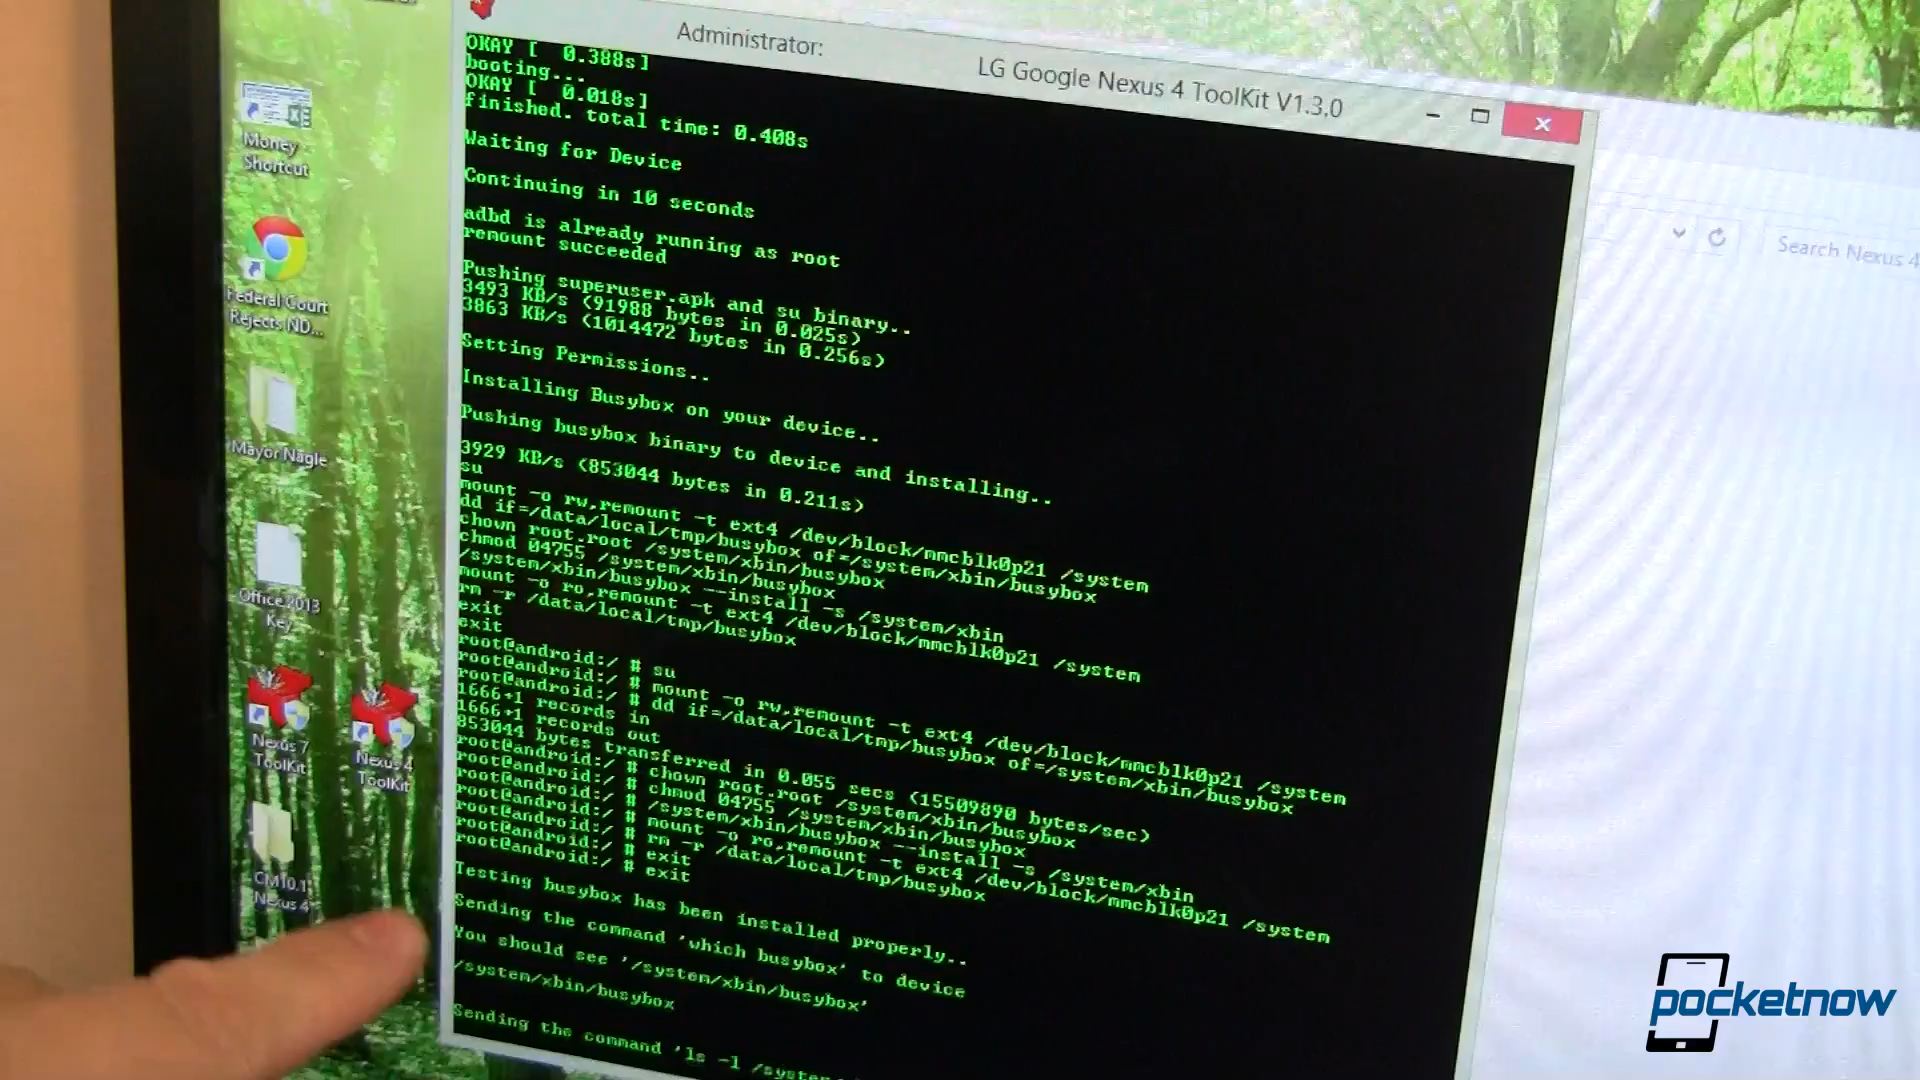 Administrator:
LG Google Nexus 4 ToolKit V1.3.0
OKAY [  0.388s]
booting...
OKAY [  0.018s]
finished. total time: 0.408s
Waiting for Device
Continuing in 10 seconds
adbd is already running as root
remount succeeded
Pushing superuser.apk and su binary..
3493 KB/s (91988 bytes in 0.025s)
3863 KB/s (1014472 bytes in 0.256s)
Setting Permissions..
Installing Busybox on your device..
Pushing busybox binary to device and installing..
3929 KB/s (853044 bytes in 0.211s)
su
mount -o rw,remount -t ext4 /dev/block/mmcblk0p21 /system
dd if=/data/local/tmp/busybox of=/system/xbin/busybox
chown root.root /system/xbin/busybox
chmod 04755 /system/xbin/busybox
/system/xbin/busybox --install -s /system/xbin
mount -o ro,remount -t ext4 /dev/block/mmcblk0p21 /system
rm -r /data/local/tmp/busybox
exit
exit
root@android:/ # su
root@android:/ # mount -o rw,remount -t ext4 /dev/block/mmcblk0p21 /system
root@android:/ # dd if=/data/local/tmp/busybox of=/system/xbin/busybox
1666+1 records in
1666+1 records out
853044 bytes transferred in 0.055 secs (15509890 bytes/sec)
root@android:/ # chown root.root /system/xbin/busybox
root@android:/ # chmod 04755 /system/xbin/busybox
root@android:/ # /system/xbin/busybox --install -s /system/xbin
root@android:/ # mount -o ro,remount -t ext4 /dev/block/mmcblk0p21 /system
root@android:/ # rm -r /data/local/tmp/busybox
root@android:/ # exit
root@android:/ # exit
Testing busybox has been installed properly..
Sending the command 'which busybox' to device
You should see '/system/xbin/busybox'
/system/xbin/busybox
Sending the command 'ls -l /system
Money
Shortcut
Federal Court
Rejects ND...
Mayor Nagle
Office 2013
Key
Nexus 7
ToolKit
Nexus 4
ToolKit
CM10.1
Nexus 4
Search Nexus 4
pocketnow